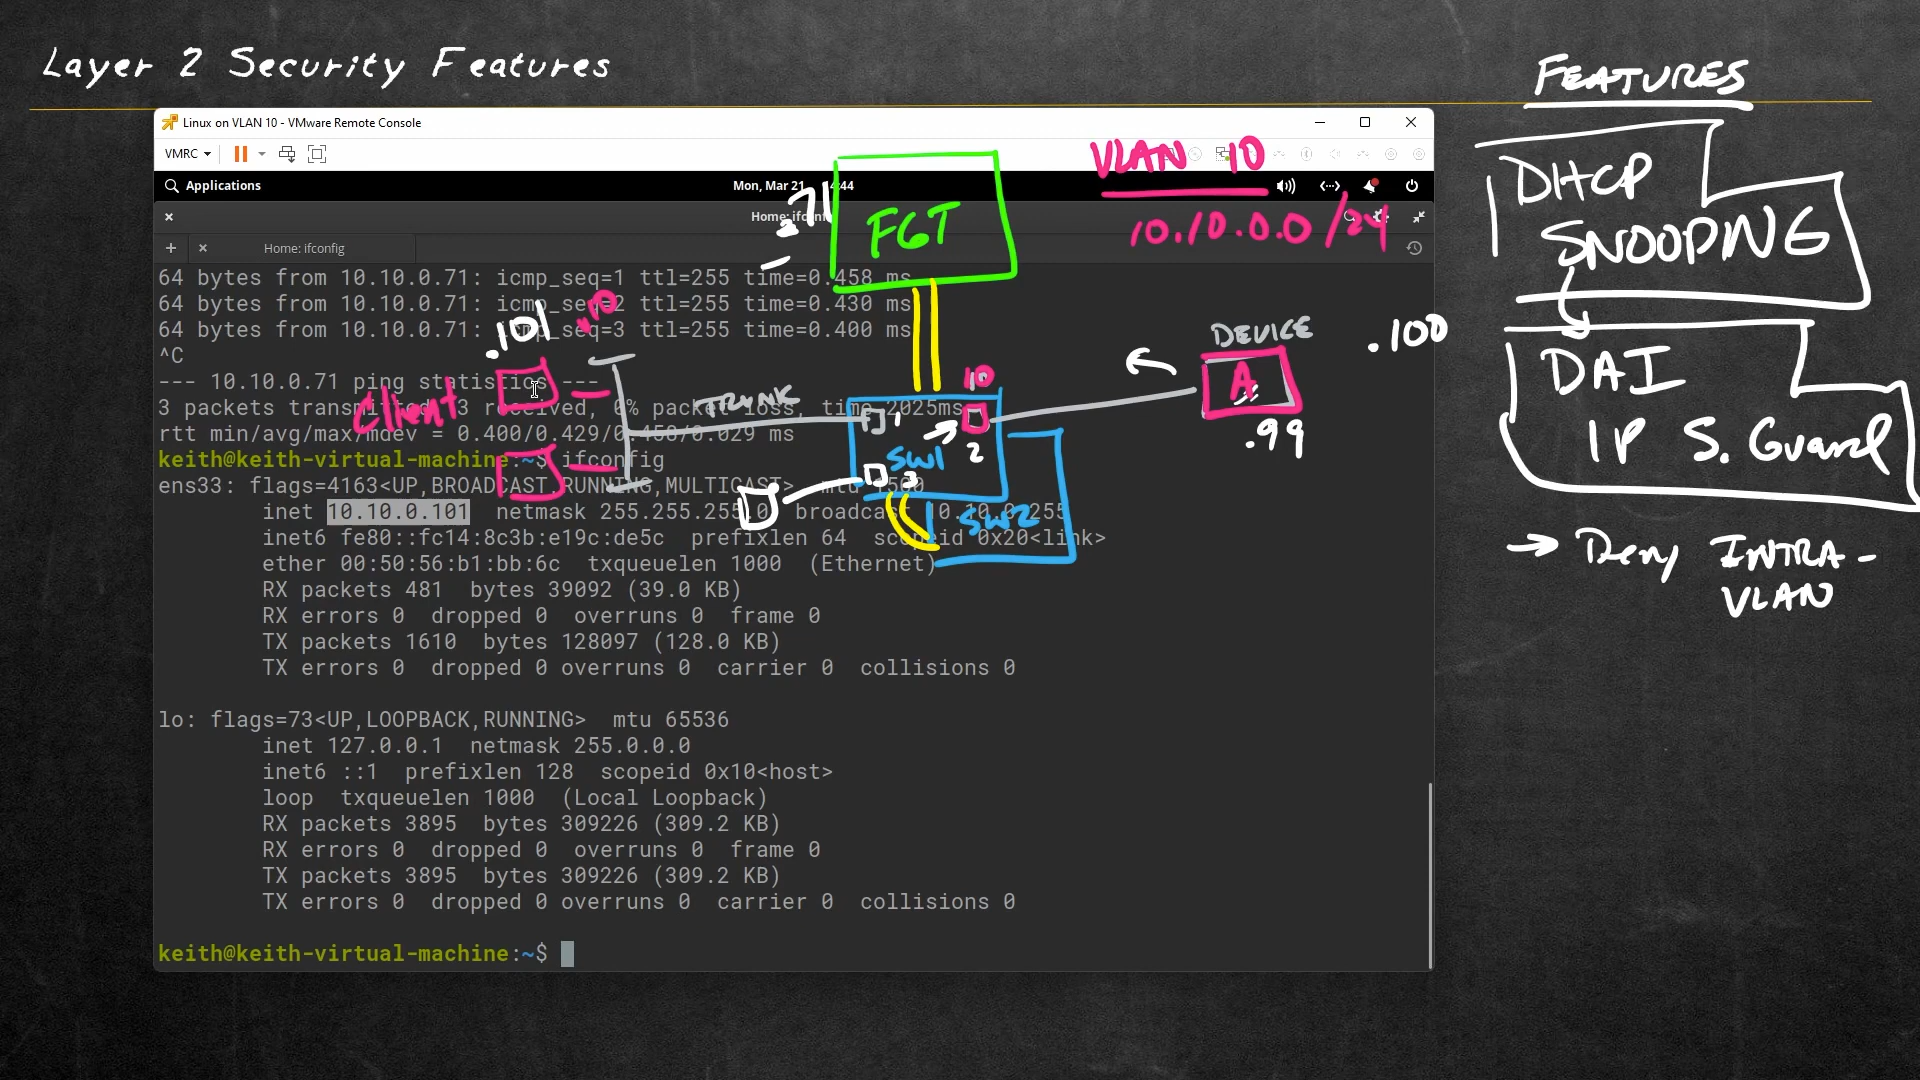 Layer 2 Security Features
FEATURES
DHCP
SNOOPNG
DAI
IP S. Guard
→ Deny INTRA-
VLAN
Linux on VLAN 10 - VMware Remote Console
VMRC
Applications
Mon, Mar 21
4:44
VLAN 10
10.10.0.0/24
Home: ifconfig
.71
FGT
64 bytes from 10.10.0.71: icmp_seq=1 ttl=255 time=0.458 ms
64 bytes from 10.10.0.71: icmp_seq=2 ttl=255 time=0.430 ms
64 bytes from 10.10.0.71: icmp_seq=3 ttl=255 time=0.400 ms
^C
--- 10.10.0.71 ping statistics ---
3 packets transmitted, 3 received, 0% packet loss, time 2025ms
rtt min/avg/max/mdev = 0.400/0.429/0.458/0.029 ms
keith@keith-virtual-machine:~$ ifconfig
ens33: flags=4163<UP,BROADCAST,RUNNING,MULTICAST> mtu 1500
inet 10.10.0.101 netmask 255.255.255.0 broadcast 10.10.0.255
inet6 fe80::fc14:8c3b:e19c:de5c prefixlen 64 scopeid 0x20<link>
ether 00:50:56:b1:bb:6c txqueuelen 1000 (Ethernet)
RX packets 481 bytes 39092 (39.0 KB)
RX errors 0 dropped 0 overruns 0 frame 0
TX packets 1610 bytes 128097 (128.0 KB)
TX errors 0 dropped 0 overruns 0 carrier 0 collisions 0
lo: flags=73<UP,LOOPBACK,RUNNING> mtu 65536
inet 127.0.0.1 netmask 255.0.0.0
inet6 ::1 prefixlen 128 scopeid 0x10<host>
loop txqueuelen 1000 (Local Loopback)
RX packets 3895 bytes 309226 (309.2 KB)
RX errors 0 dropped 0 overruns 0 frame 0
TX packets 3895 bytes 309226 (309.2 KB)
TX errors 0 dropped 0 overruns 0 carrier 0 collisions 0
keith@keith-virtual-machine:~$
.101
.10
Client
TRUNK
1
10
2
3
SW1
SW2
DEVICE
A
.99
.100